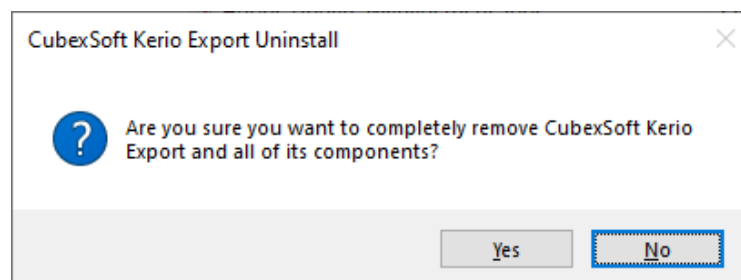 CubexSoft Kerio Export Uninstall
Are you sure you want to completely remove CubexSoft Kerio
Export and all of its components?
Yes
No